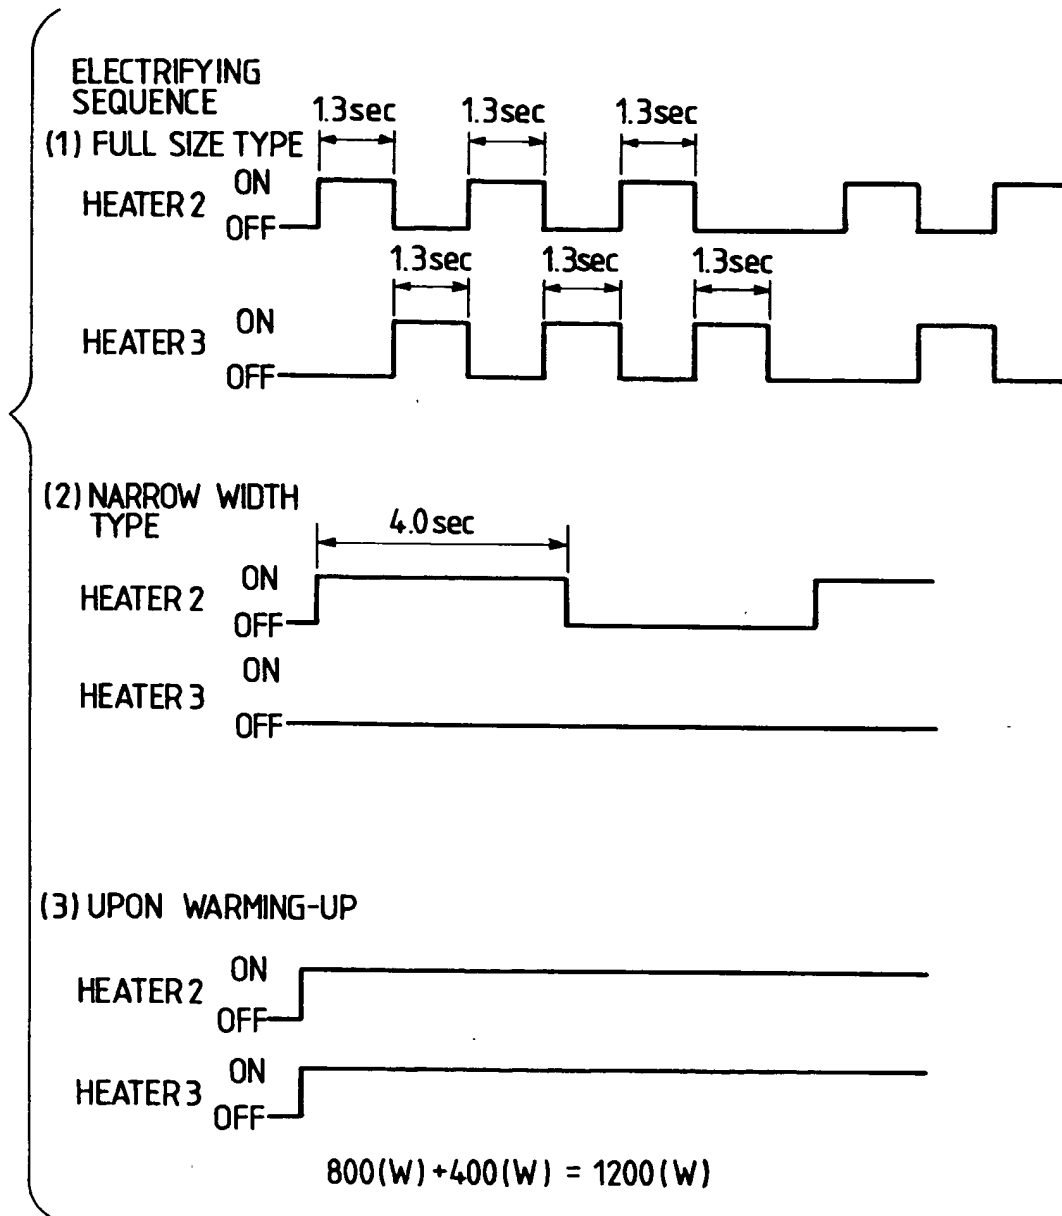 ELECTRIFYING
SEQUENCE
(1) FULL SIZE TYPE
1.3sec 1.3sec 1.3sec
HEATER 2 ON
OFF
1.3sec 1.3sec 1.3sec
HEATER 3 ON
OFF
(2) NARROW WIDTH
TYPE
4.0 sec
HEATER 2 ON
OFF
HEATER 3 ON
OFF
(3) UPON WARMING-UP
HEATER 2 ON
OFF
HEATER 3 ON
OFF
800(W)+400(W) = 1200(W)